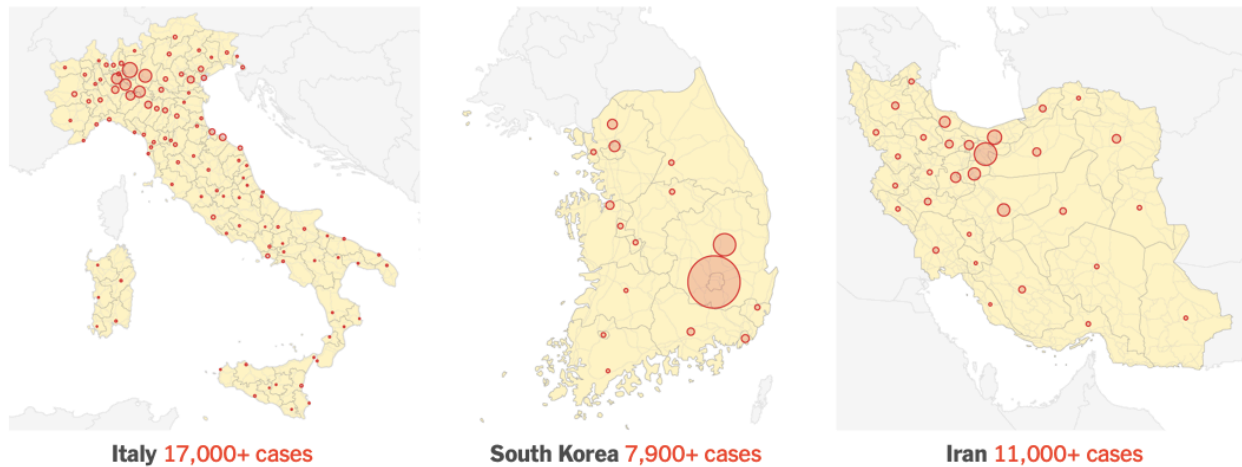 Italy 17,000+ cases
South Korea 7,900+ cases
Iran 11,000+ cases